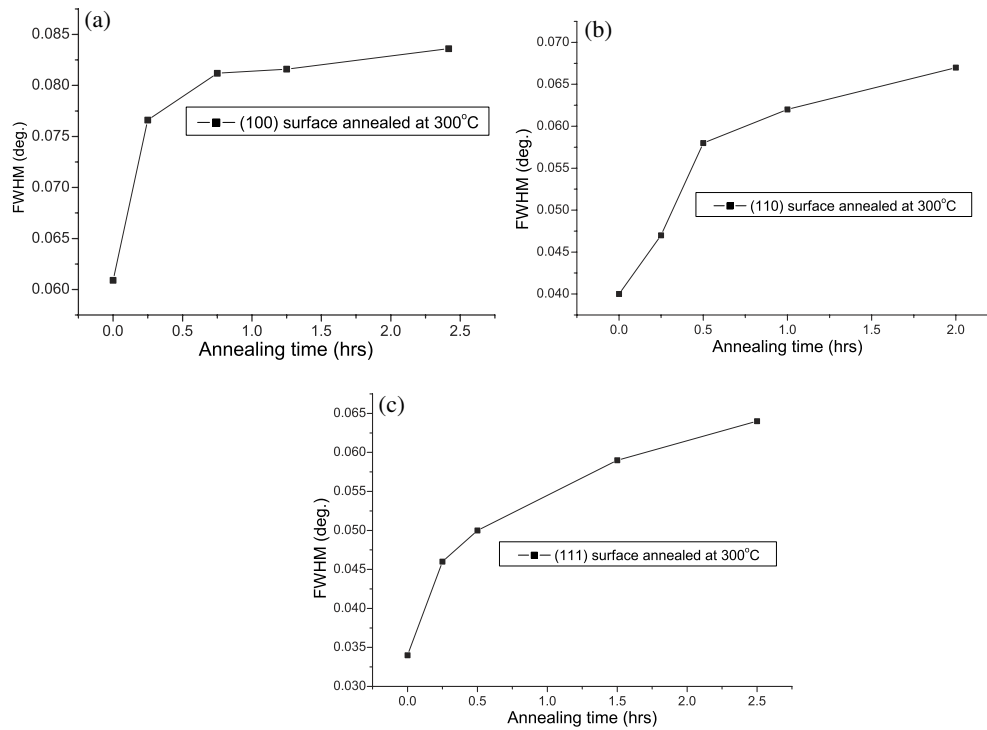 (a)
0.085
0.080
0.075
0.070
0.065
0.060
FWHM (deg.)
(100) surface annealed at 300°C
0.0 0.5 1.0 1.5 2.0 2.5
Annealing time (hrs)
(b)
0.070
0.065
0.060
0.055
0.050
0.045
0.040
FWHM (deg.)
(110) surface annealed at 300°C
0.0 0.5 1.0 1.5 2.0
Annealing time (hrs)
(c)
0.065
0.060
0.055
0.050
0.045
0.040
0.035
0.030
FWHM (deg.)
(111) surface annealed at 300°C
0.0 0.5 1.0 1.5 2.0 2.5
Annealing time (hrs)